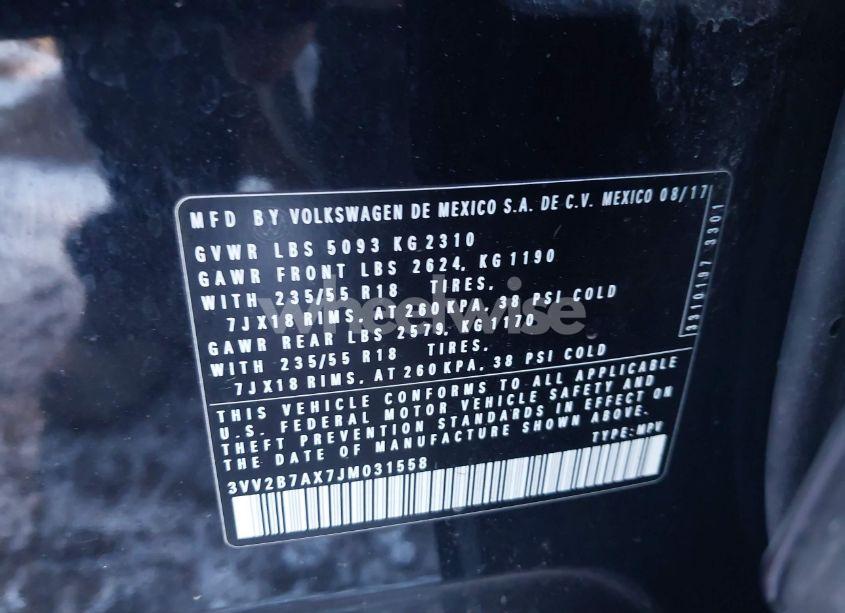 MFD BY VOLKSWAGEN DE MEXICO S.A. DE C.V. MEXICO 08/17
GVWR LBS 5093 KG 2310
GAWR FRONT LBS 2624, KG 1190
WITH 235/55 R18 TIRES,
7JX18 RIMS, AT 260 KPA, 38 PSI COLD
GAWR REAR LBS 2579, KG 1170
WITH 235/55 R18 TIRES,
7JX18 RIMS, AT 260 KPA, 38 PSI COLD
3310197 3301
THIS VEHICLE CONFORMS TO ALL APPLICABLE
U.S. FEDERAL MOTOR VEHICLE SAFETY AND
THEFT PREVENTION STANDARDS IN EFFECT ON
THE DATE OF MANUFACTURE SHOWN ABOVE.
TYPE: MPV
3VV2B7AX7JM031558
wheelwise